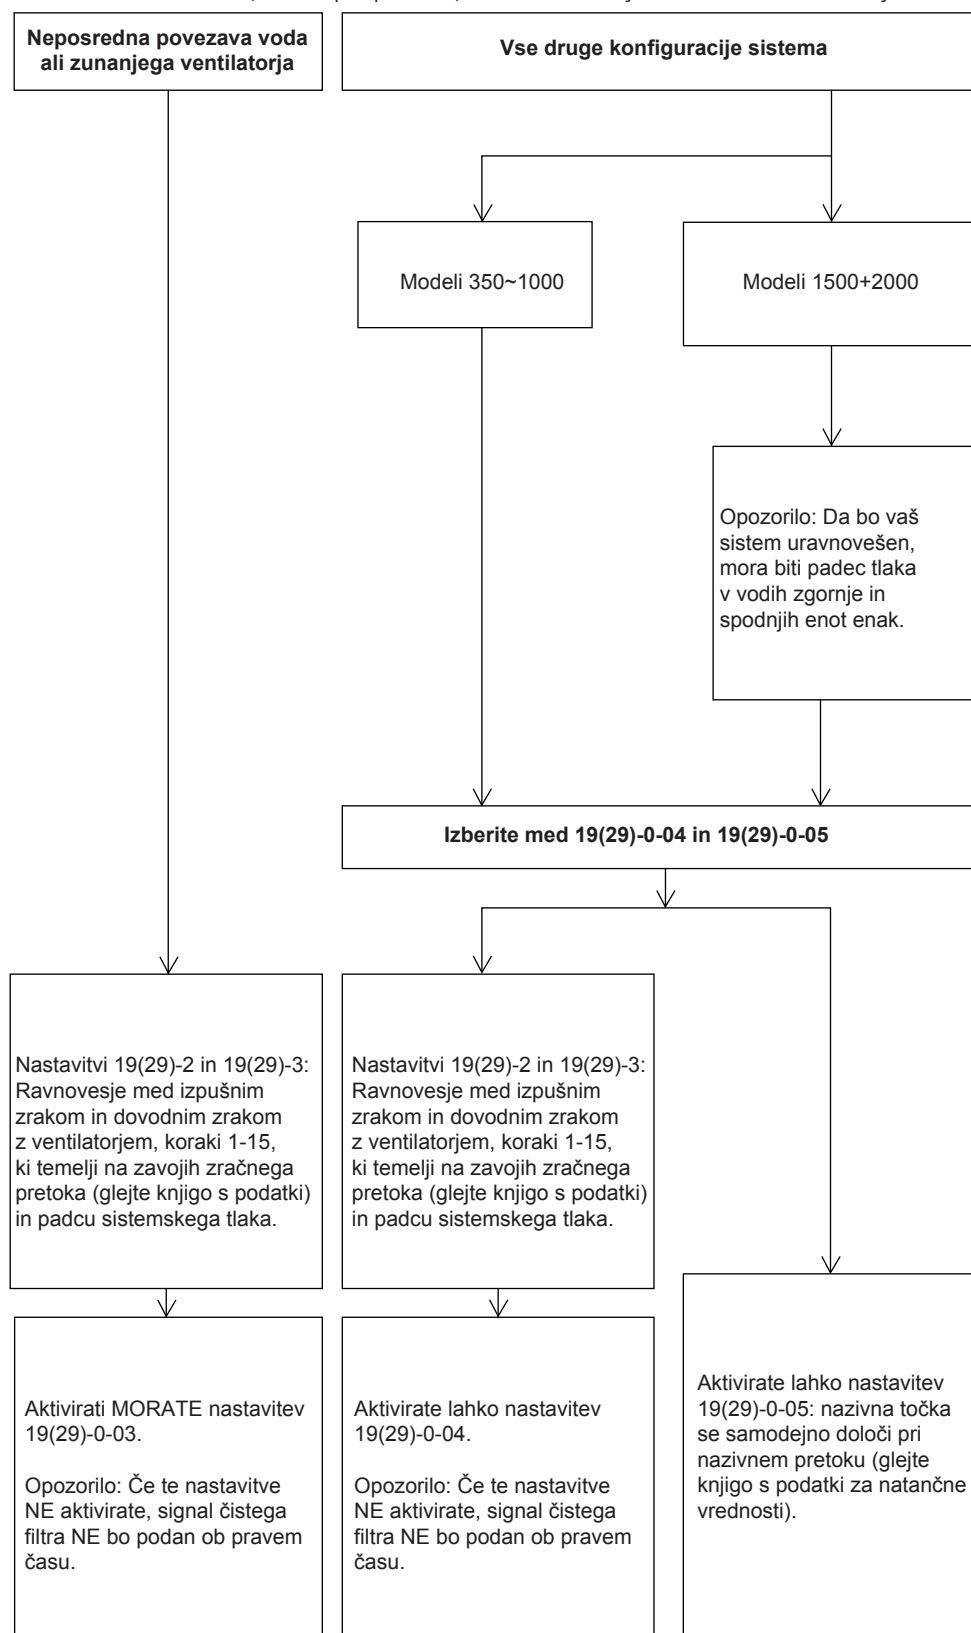 Neposredna povezava voda
ali zunanjega ventilatorja
Vse druge konfiguracije sistema
Modeli 350~1000
Modeli 1500+2000
Opozorilo: Da bo vaš
sistem uravnovešen,
mora biti padec tlaka
v vodih zgornje in
spodnjih enot enak.
Izberite med 19(29)-0-04 in 19(29)-0-05
Nastavitvi 19(29)-2 in 19(29)-3:
Ravnovesje med izpušnim
zrakom in dovodnim zrakom
z ventilatorjem, koraki 1-15,
ki temelji na zavojih zračnega
pretoka (glejte knjigo s podatki)
in padcu sistemskega tlaka.
Nastavitvi 19(29)-2 in 19(29)-3:
Ravnovesje med izpušnim
zrakom in dovodnim zrakom
z ventilatorjem, koraki 1-15,
ki temelji na zavojih zračnega
pretoka (glejte knjigo s podatki)
in padcu sistemskega tlaka.
Aktivirati MORATE nastavitev
19(29)-0-03.
Opozorilo: Če te nastavitve
NE aktivirate, signal čistega
filtra NE bo podan ob pravem
času.
Aktivirate lahko nastavitev
19(29)-0-04.
Opozorilo: Če te nastavitve
NE aktivirate, signal čistega
filtra NE bo podan ob pravem
času.
Aktivirate lahko nastavitev
19(29)-0-05: nazivna točka
se samodejno določi pri
nazivnem pretoku (glejte
knjigo s podatki za natančne
vrednosti).